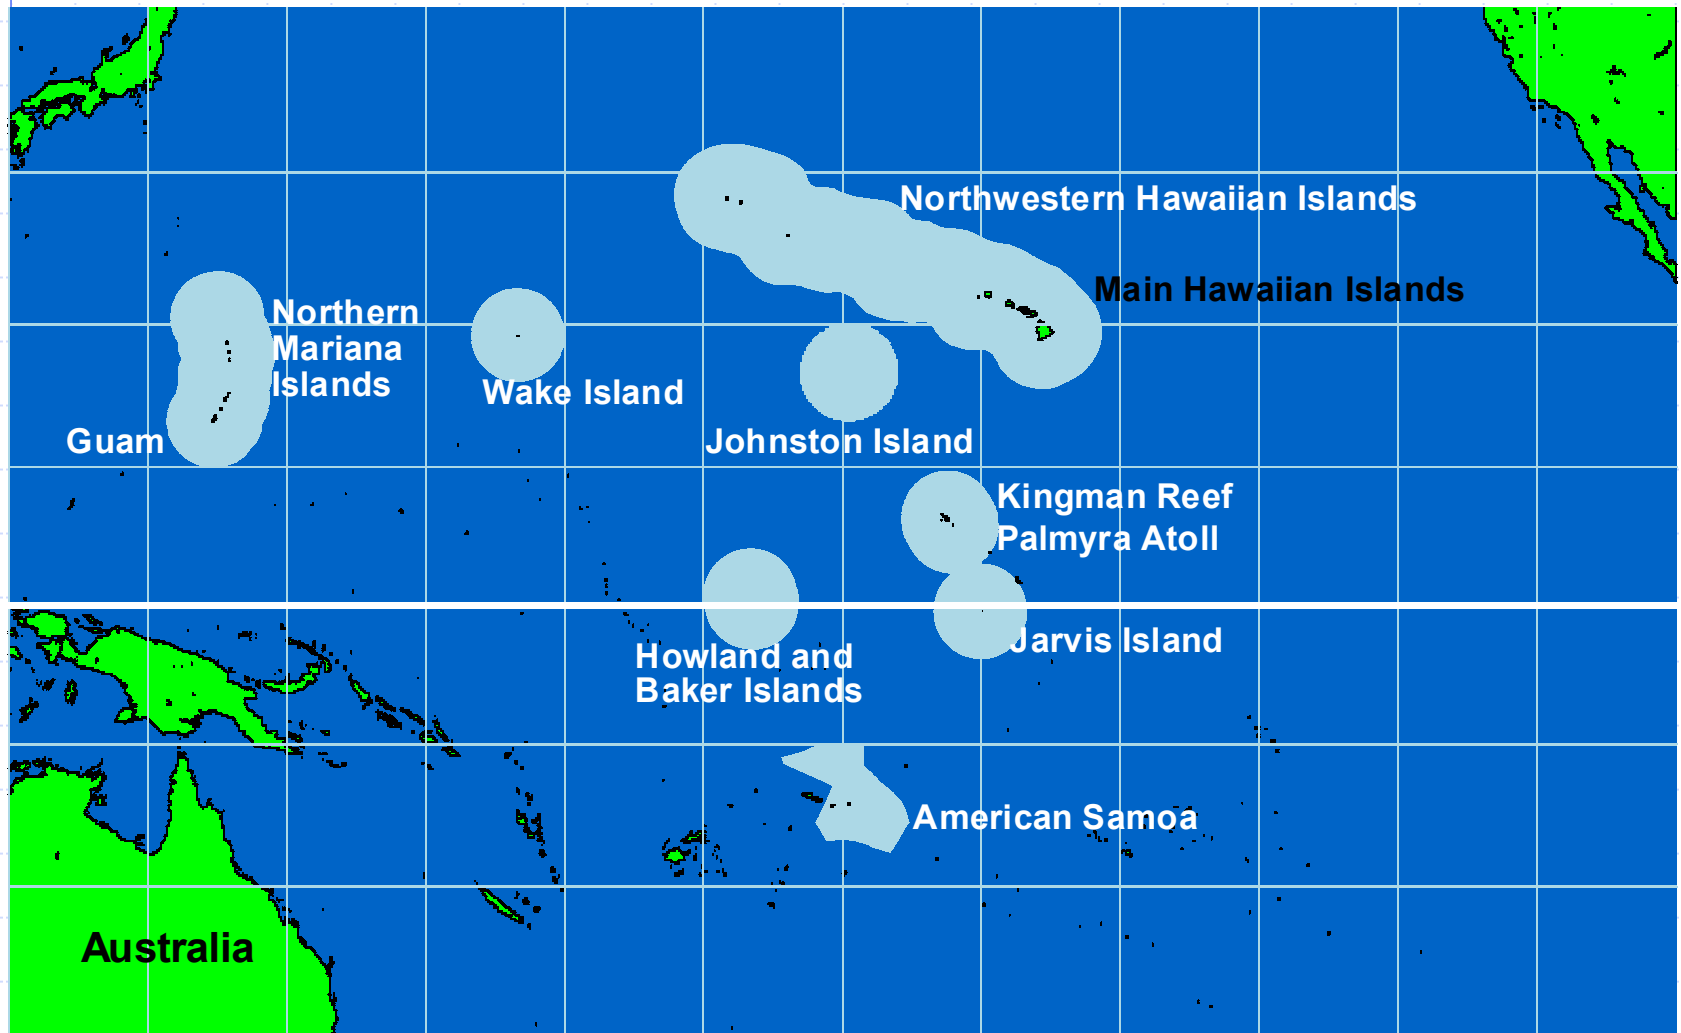 Northwestern Hawaiian Islands
Main Hawaiian Islands
Northern
Mariana
Islands
Wake Island
Guam
Johnston Island
Kingman Reef
Palmyra Atoll
Jarvis Island
Howland and
Baker Islands
American Samoa
Australia